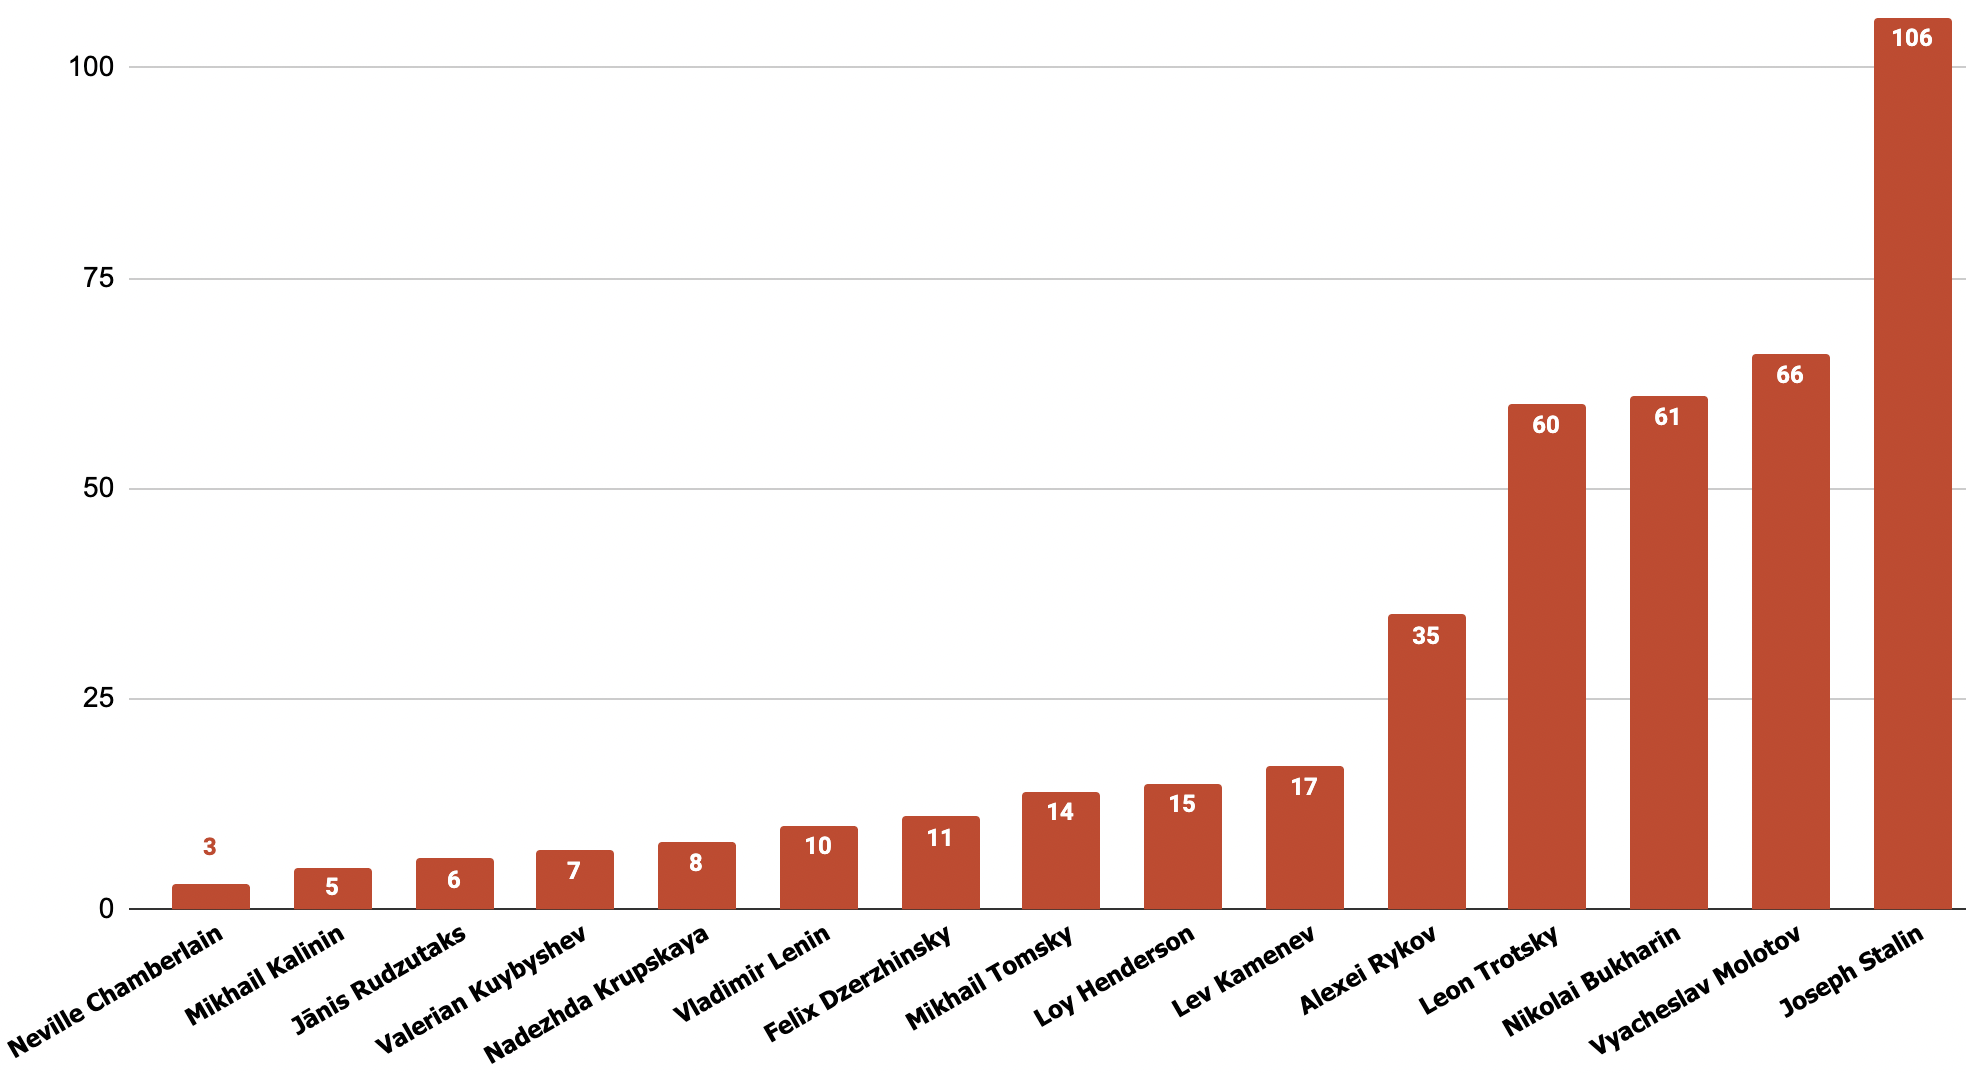 100
75
50
25
0
3
5
6
7
8
10
11
14
15
17
35
60
61
66
106
Neville Chamberlain
Mikhail Kalinin
Jānis Rudzutaks
Valerian Kuybyshev
Nadezhda Krupskaya
Vladimir Lenin
Felix Dzerzhinsky
Mikhail Tomsky
Loy Henderson
Lev Kamenev
Alexei Rykov
Leon Trotsky
Nikolai Bukharin
Vyacheslav Molotov
Joseph Stalin